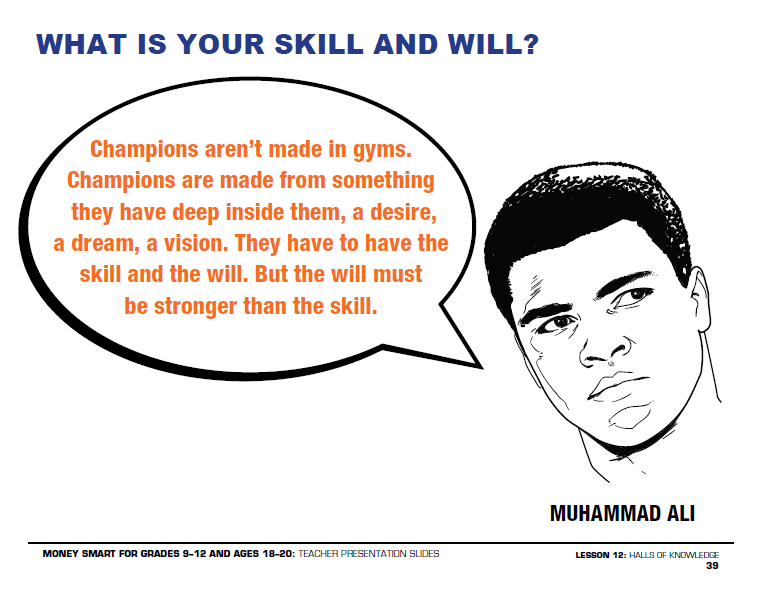 WHAT IS YOUR SKILL AND WILL?
Champions aren’t made in gyms.
Champions are made from something
they have deep inside them, a desire,
a dream, a vision. They have to have the
skill and the will. But the will must
be stronger than the skill.
MUHAMMAD ALI
MONEY SMART FOR GRADES 9–12 AND AGES 18–20: TEACHER PRESENTATION SLIDES
LESSON 12: HALLS OF KNOWLEDGE
39